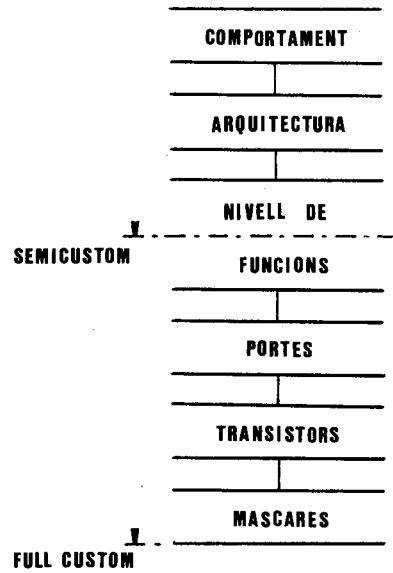 COMPORTAMENT
ARQUITECTURA
NIVELL DE
SEMICUSTOM
FUNCIONS
PORTES
TRANSISTORS
MASCARES
FULL CUSTOM